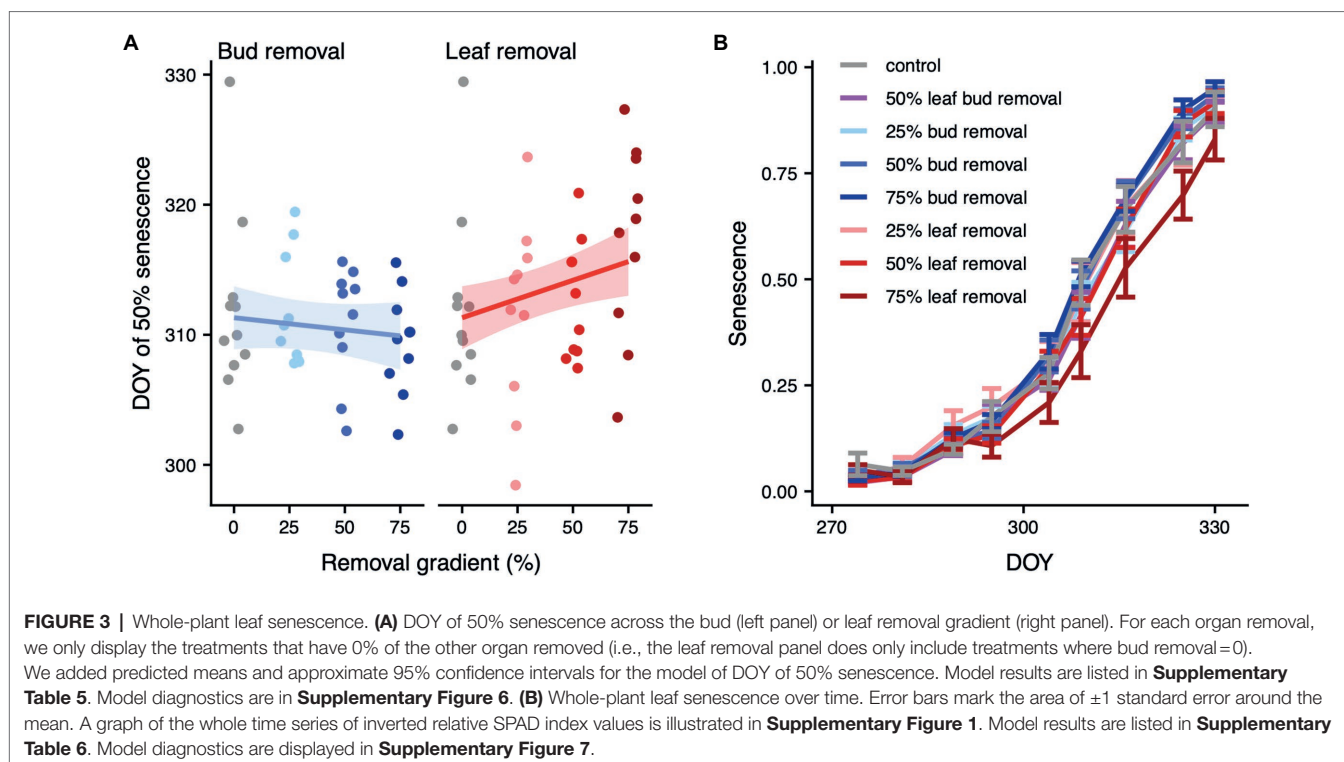 A
Bud removal
Leaf removal
330
320
310
300
DOY of 50% senescence
0 25 50 75
0 25 50 75
Removal gradient (%)
B
control
50% leaf bud removal
25% bud removal
50% bud removal
75% bud removal
25% leaf removal
50% leaf removal
75% leaf removal
1.00
0.75
0.50
0.25
0.00
Senescence
270 300 330
DOY
FIGURE 3 | Whole-plant leaf senescence. (A) DOY of 50% senescence across the bud (left panel) or leaf removal gradient (right panel). For each organ removal,
we only display the treatments that have 0% of the other organ removed (i.e., the leaf removal panel does only include treatments where bud removal=0).
We added predicted means and approximate 95% confidence intervals for the model of DOY of 50% senescence. Model results are listed in Supplementary
Table 5. Model diagnostics are in Supplementary Figure 6. (B) Whole-plant leaf senescence over time. Error bars mark the area of ±1 standard error around the
mean. A graph of the whole time series of inverted relative SPAD index values is illustrated in Supplementary Figure 1. Model results are listed in Supplementary
Table 6. Model diagnostics are displayed in Supplementary Figure 7.